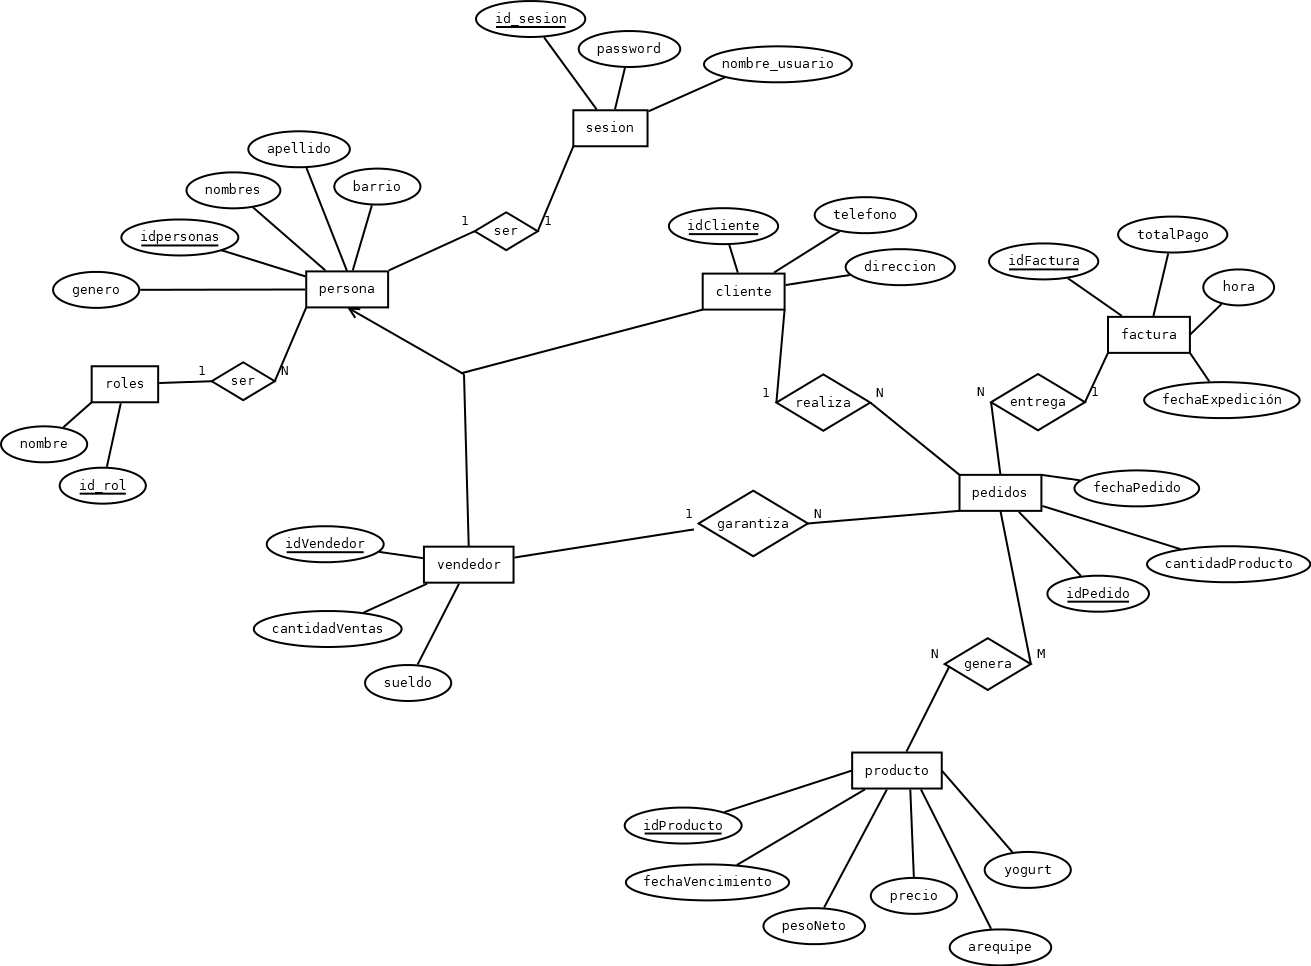 id_sesion
password
nombre_usuario
sesion
apellido
nombres
barrio
idpersonas
genero
persona
1
ser
1
idCliente
telefono
direccion
cliente
idFactura
totalPago
hora
factura
fechaExpedición
roles
1
ser
N
nombre
id_rol
1
realiza
N
N
entrega
1
pedidos
fechaPedido
cantidadProducto
idPedido
1
garantiza
N
idVendedor
vendedor
cantidadVentas
sueldo
N
genera
M
producto
idProducto
fechaVencimiento
pesoNeto
precio
yogurt
arequipe